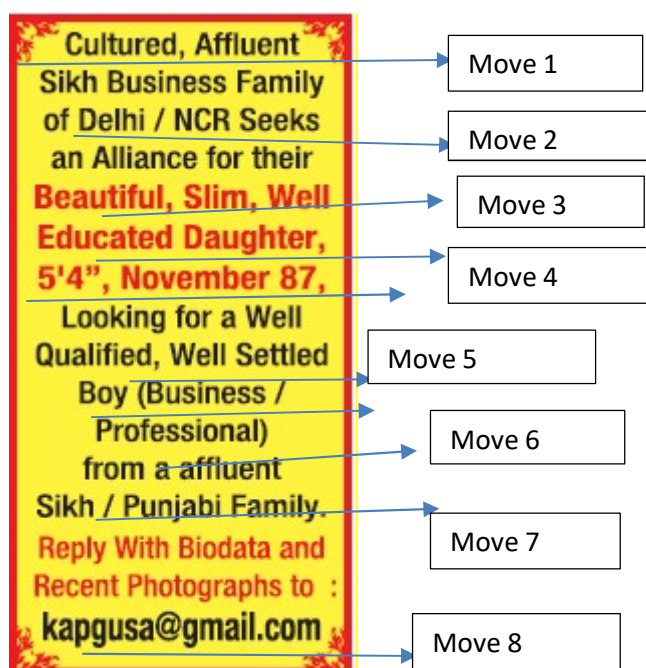 Cultured, Affluent
Sikh Business Family
of Delhi / NCR Seeks
an Alliance for their
Beautiful, Slim, Well
Educated Daughter,
5'4”, November 87,
Looking for a Well
Qualified, Well Settled
Boy (Business /
Professional)
from a affluent
Sikh / Punjabi Family.
Reply With Biodata and
Recent Photographs to :
kapgusa@gmail.com
Move 1
Move 2
Move 3
Move 4
Move 5
Move 6
Move 7
Move 8